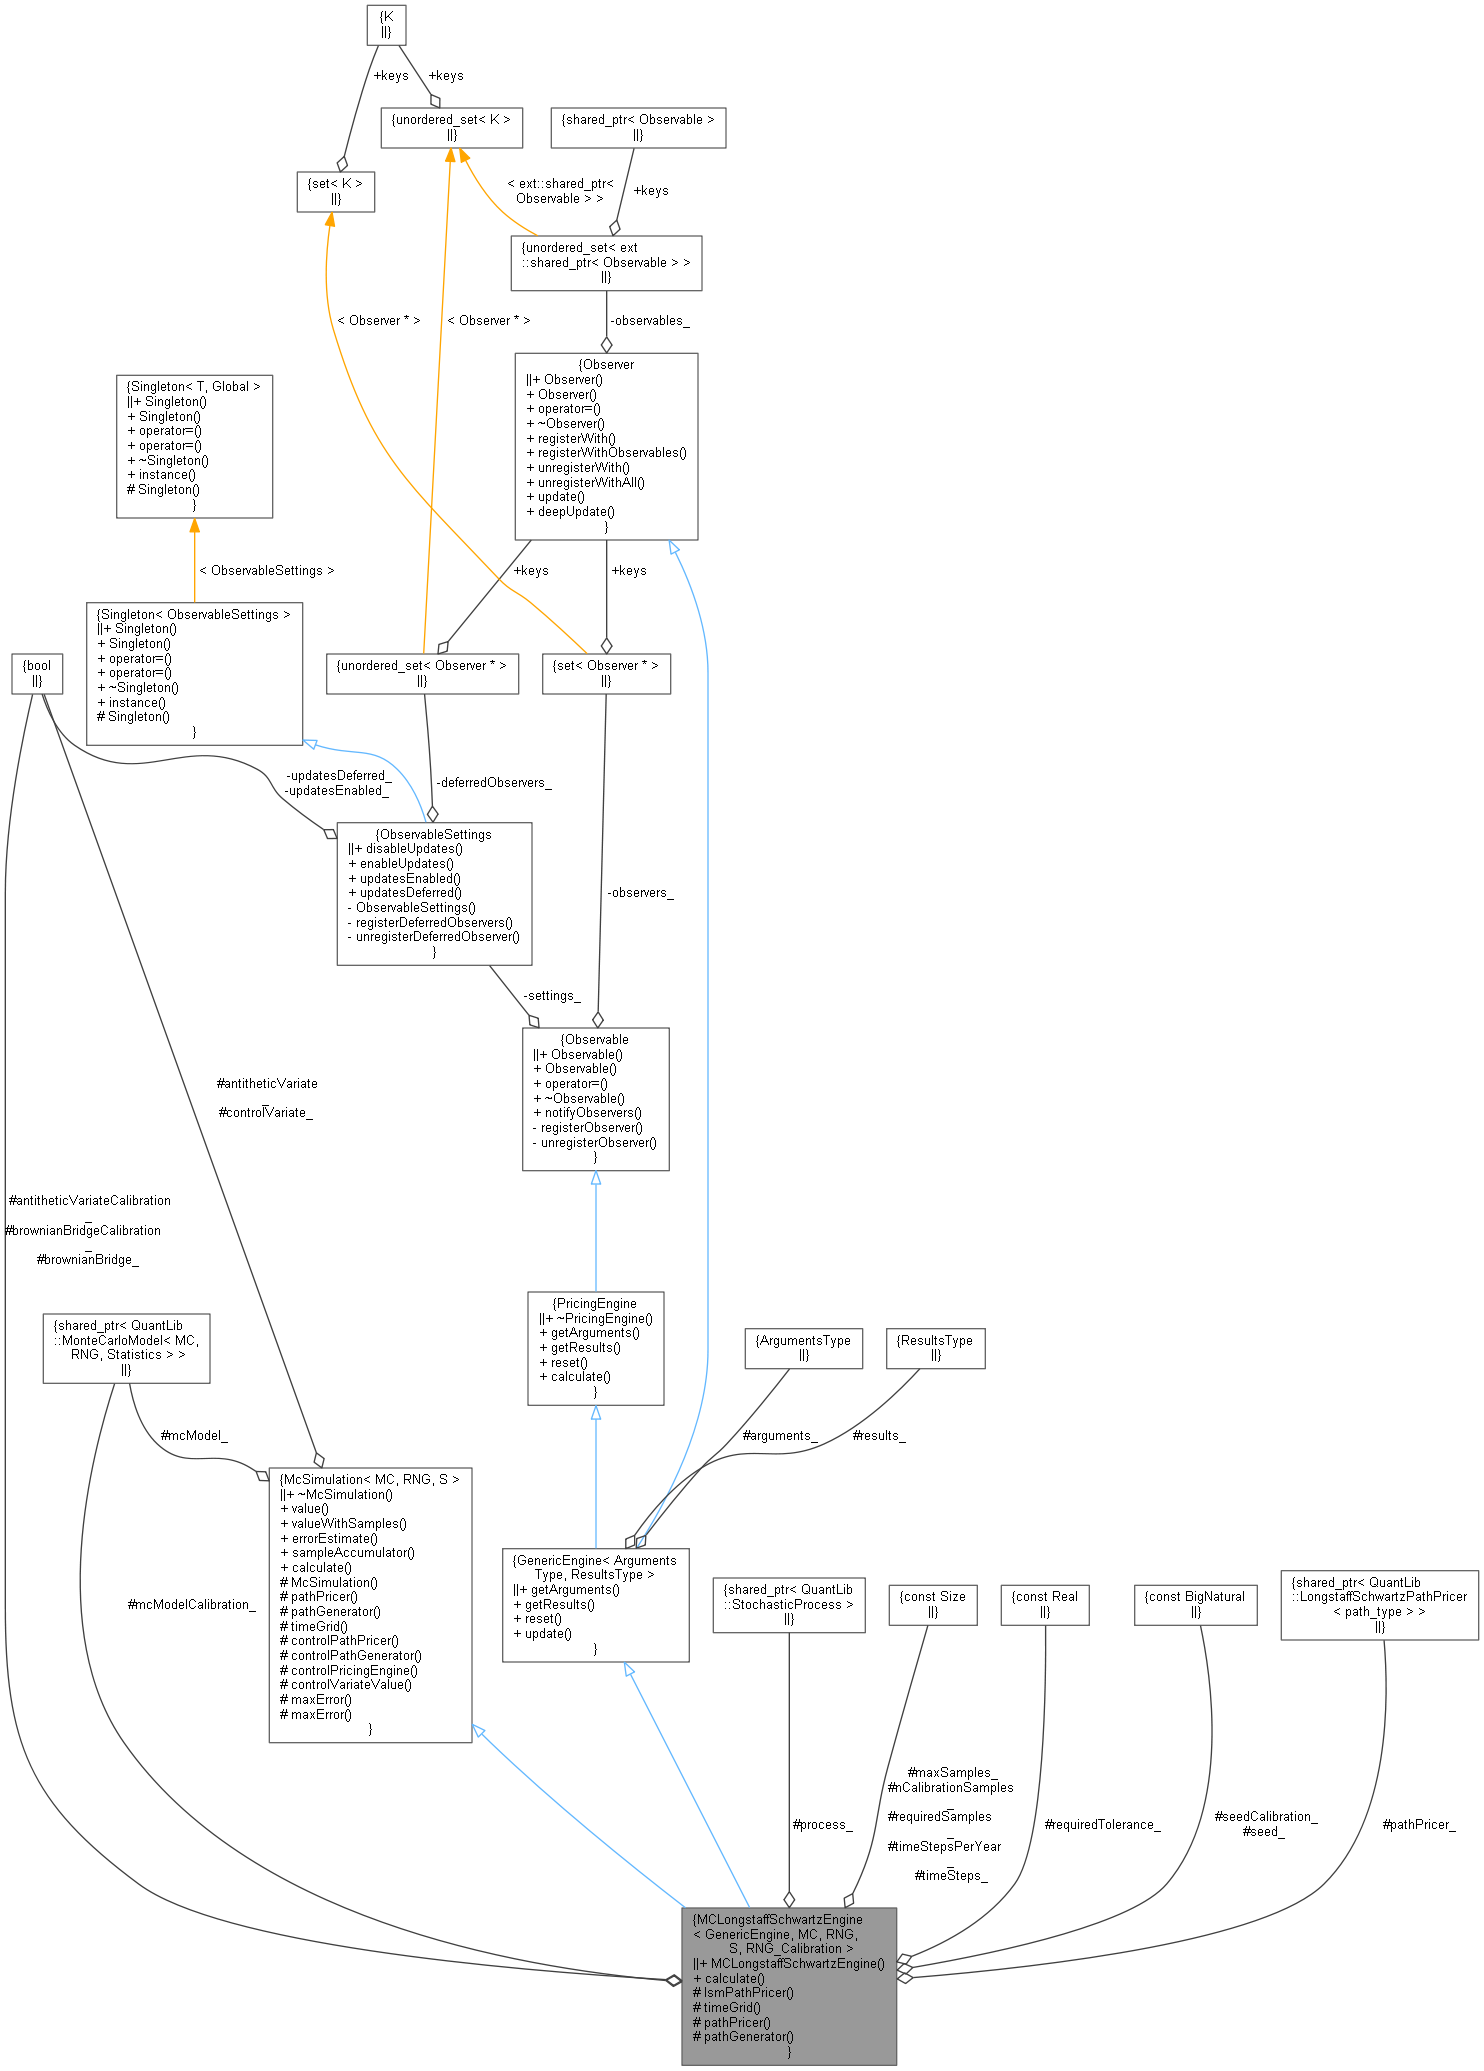 {K
||}
+keys
+keys
{unordered_set< K >
||}
{shared_ptr< Observable >
||}
{set< K >
||}
< ext::shared_ptr<
Observable > >
+keys
{unordered_set< ext
::shared_ptr< Observable > >
||}
< Observer * >
< Observer * >
-observables_
{Observer
||+ Observer()
+ Observer()
+ operator=()
+ ~Observer()
+ registerWith()
+ registerWithObservables()
+ unregisterWith()
+ unregisterWithAll()
+ update()
+ deepUpdate()
}
{Singleton< T, Global >
||+ Singleton()
+ Singleton()
+ operator=()
+ operator=()
+ ~Singleton()
+ instance()
# Singleton()
}
< ObservableSettings >
+keys
+keys
{Singleton< ObservableSettings >
||+ Singleton()
+ Singleton()
+ operator=()
+ operator=()
+ ~Singleton()
+ instance()
# Singleton()
}
{bool
||}
{unordered_set< Observer * >
||}
{set< Observer * >
||}
-updatesDeferred_
-updatesEnabled_
-deferredObservers_
{ObservableSettings
||+ disableUpdates()
+ enableUpdates()
+ updatesEnabled()
+ updatesDeferred()
- ObservableSettings()
- registerDeferredObservers()
- unregisterDeferredObserver()
}
-observers_
-settings_
{Observable
||+ Observable()
+ Observable()
+ operator=()
+ ~Observable()
+ notifyObservers()
- registerObserver()
- unregisterObserver()
}
#antitheticVariate
_
#controlVariate_
#antitheticVariateCalibration
_
#brownianBridgeCalibration
_
#brownianBridge_
{PricingEngine
||+ ~PricingEngine()
+ getArguments()
+ getResults()
+ reset()
+ calculate()
}
{shared_ptr< QuantLib
::MonteCarloModel< MC,
RNG, Statistics > >
||}
{ArgumentsType
||}
{ResultsType
||}
#mcModel_
#arguments_
#results_
{McSimulation< MC, RNG, S >
||+ ~McSimulation()
+ value()
+ valueWithSamples()
+ errorEstimate()
+ sampleAccumulator()
+ calculate()
# McSimulation()
# pathPricer()
# pathGenerator()
# timeGrid()
# controlPathPricer()
# controlPathGenerator()
# controlPricingEngine()
# controlVariateValue()
# maxError()
# maxError()
}
#mcModelCalibration_
{GenericEngine< Arguments
Type, ResultsType >
||+ getArguments()
+ getResults()
+ reset()
+ update()
}
{shared_ptr< QuantLib
::StochasticProcess >
||}
{const Size
||}
{const Real
||}
{const BigNatural
||}
{shared_ptr< QuantLib
::LongstaffSchwartzPathPricer
< path_type > >
||}
#process_
#maxSamples_
#nCalibrationSamples
_
#requiredSamples
_
#timeStepsPerYear
_
#timeSteps_
#requiredTolerance_
#seedCalibration_
#seed_
#pathPricer_
{MCLongstaffSchwartzEngine
< GenericEngine, MC, RNG,
S, RNG_Calibration >
||+ MCLongstaffSchwartzEngine()
+ calculate()
# lsmPathPricer()
# timeGrid()
# pathPricer()
# pathGenerator()
}